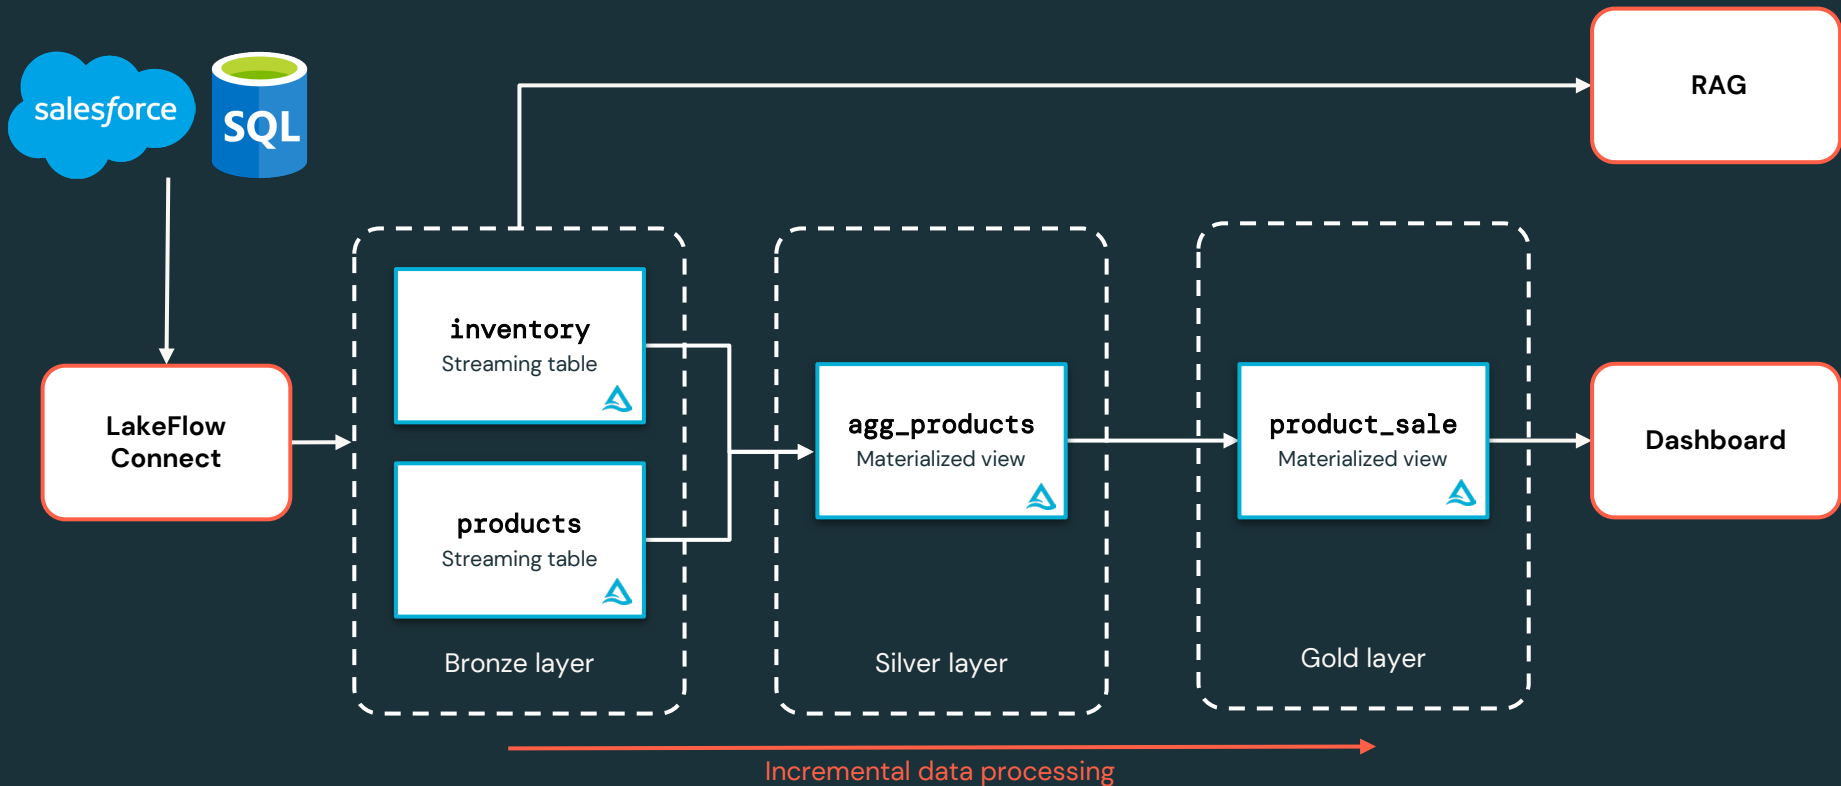 salesforce
SQL
RAG
LakeFlow
Connect
inventory
Streaming table
products
Streaming table
Bronze layer
agg_products
Materialized view
Silver layer
product_sale
Materialized view
Gold layer
Dashboard
Incremental data processing